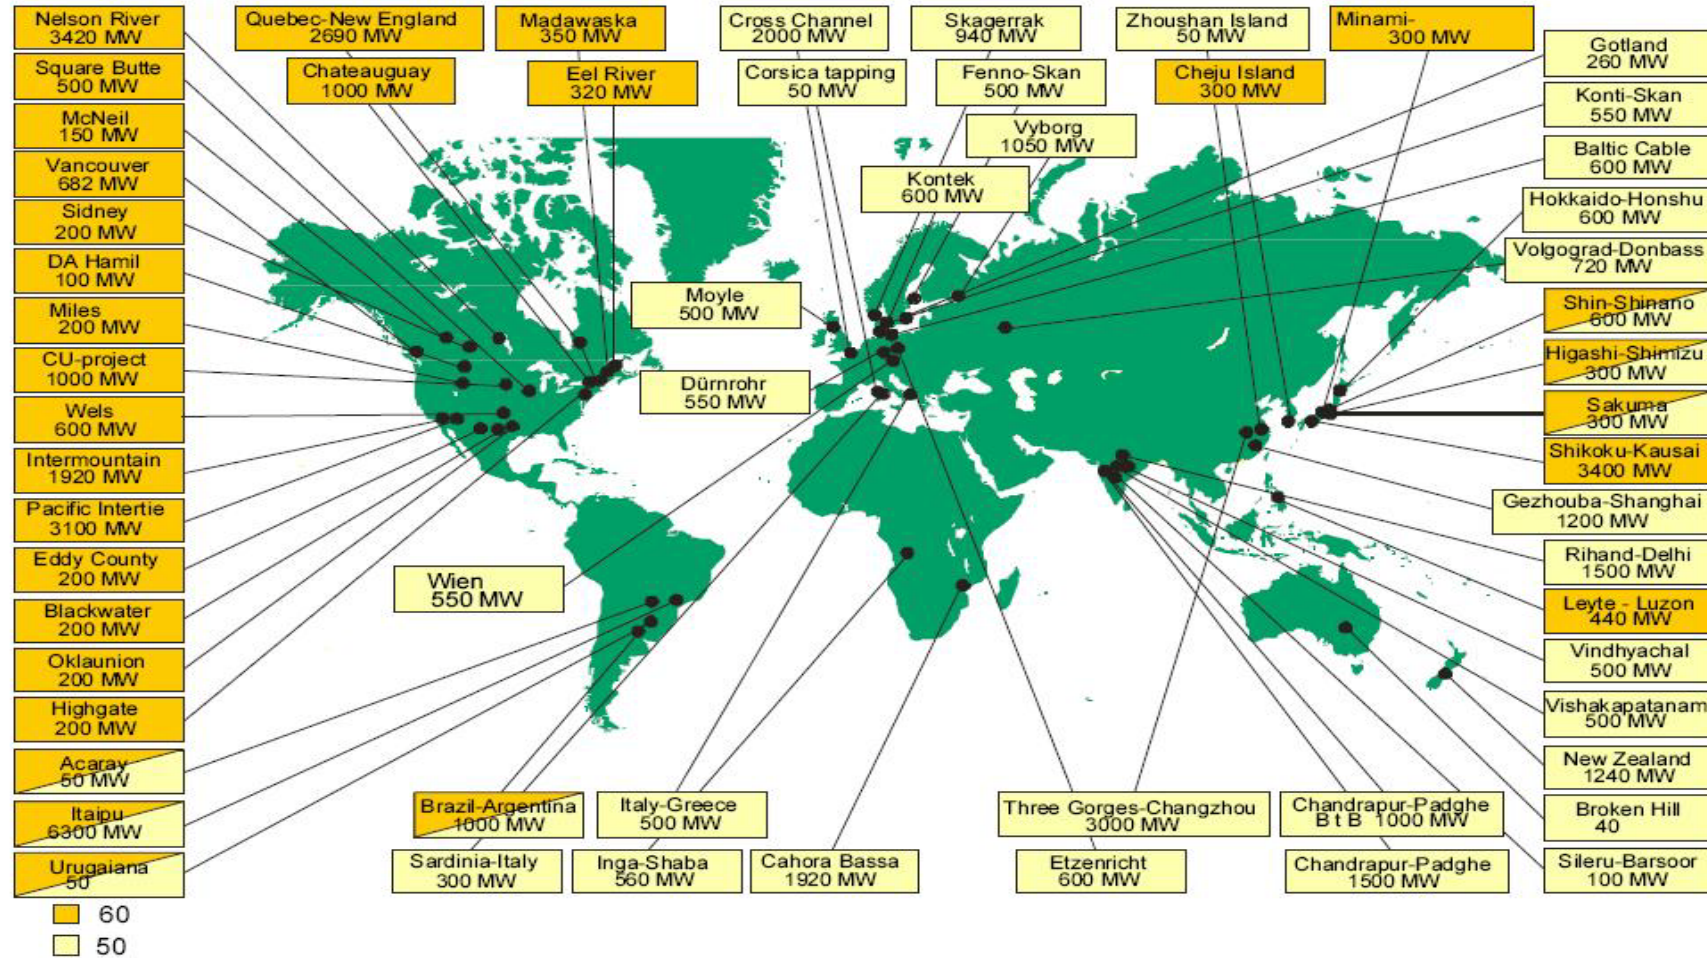 Nelson River
3420 MW
Square Butte
500 MW
McNeil
150 MW
Vancouver
682 MW
Sidney
200 MW
DA Hamil
100 MW
Miles
200 MW
CU-project
1000 MW
Wels
600 MW
Intermountain
1920 MW
Pacific Intertie
3100 MW
Eddy County
200 MW
Blackwater
200 MW
Oklaunion
200 MW
Highgate
200 MW
Acaray
50 MW
Itaipu
6300 MW
Urugaiana
50
60
50
Quebec-New England
2690 MW
Chateauguay
1000 MW
Madawaska
350 MW
Eel River
320 MW
Cross Channel
2000 MW
Corsica tapping
50 MW
Skagerrak
940 MW
Fenno-Skan
500 MW
Vyborg
1050 MW
Kontek
600 MW
Zhoushan Island
50 MW
Cheju Island
300 MW
Minami-
300 MW
Moyle
500 MW
Dürnrohr
550 MW
Wien
550 MW
Brazil-Argentina
1000 MW
Sardinia-Italy
300 MW
Italy-Greece
500 MW
Inga-Shaba
560 MW
Cahora Bassa
1920 MW
Three Gorges-Changzhou
3000 MW
Etzenricht
600 MW
Chandrapur-Padghe
B t B 1000 MW
Chandrapur-Padghe
1500 MW
Gotland
260 MW
Konti-Skan
550 MW
Baltic Cable
600 MW
Hokkaido-Honshu
600 MW
Volgograd-Donbass
720 MW
Shin-Shinano
600 MW
Higashi-Shimizu
300 MW
Sakuma
300 MW
Shikoku-Kausai
3400 MW
Gezhouba-Shanghai
1200 MW
Rihand-Delhi
1500 MW
Leyte - Luzon
440 MW
Vindhyachal
500 MW
Vishakapatanam
500 MW
New Zealand
1240 MW
Broken Hill
40
Sileru-Barsoor
100 MW